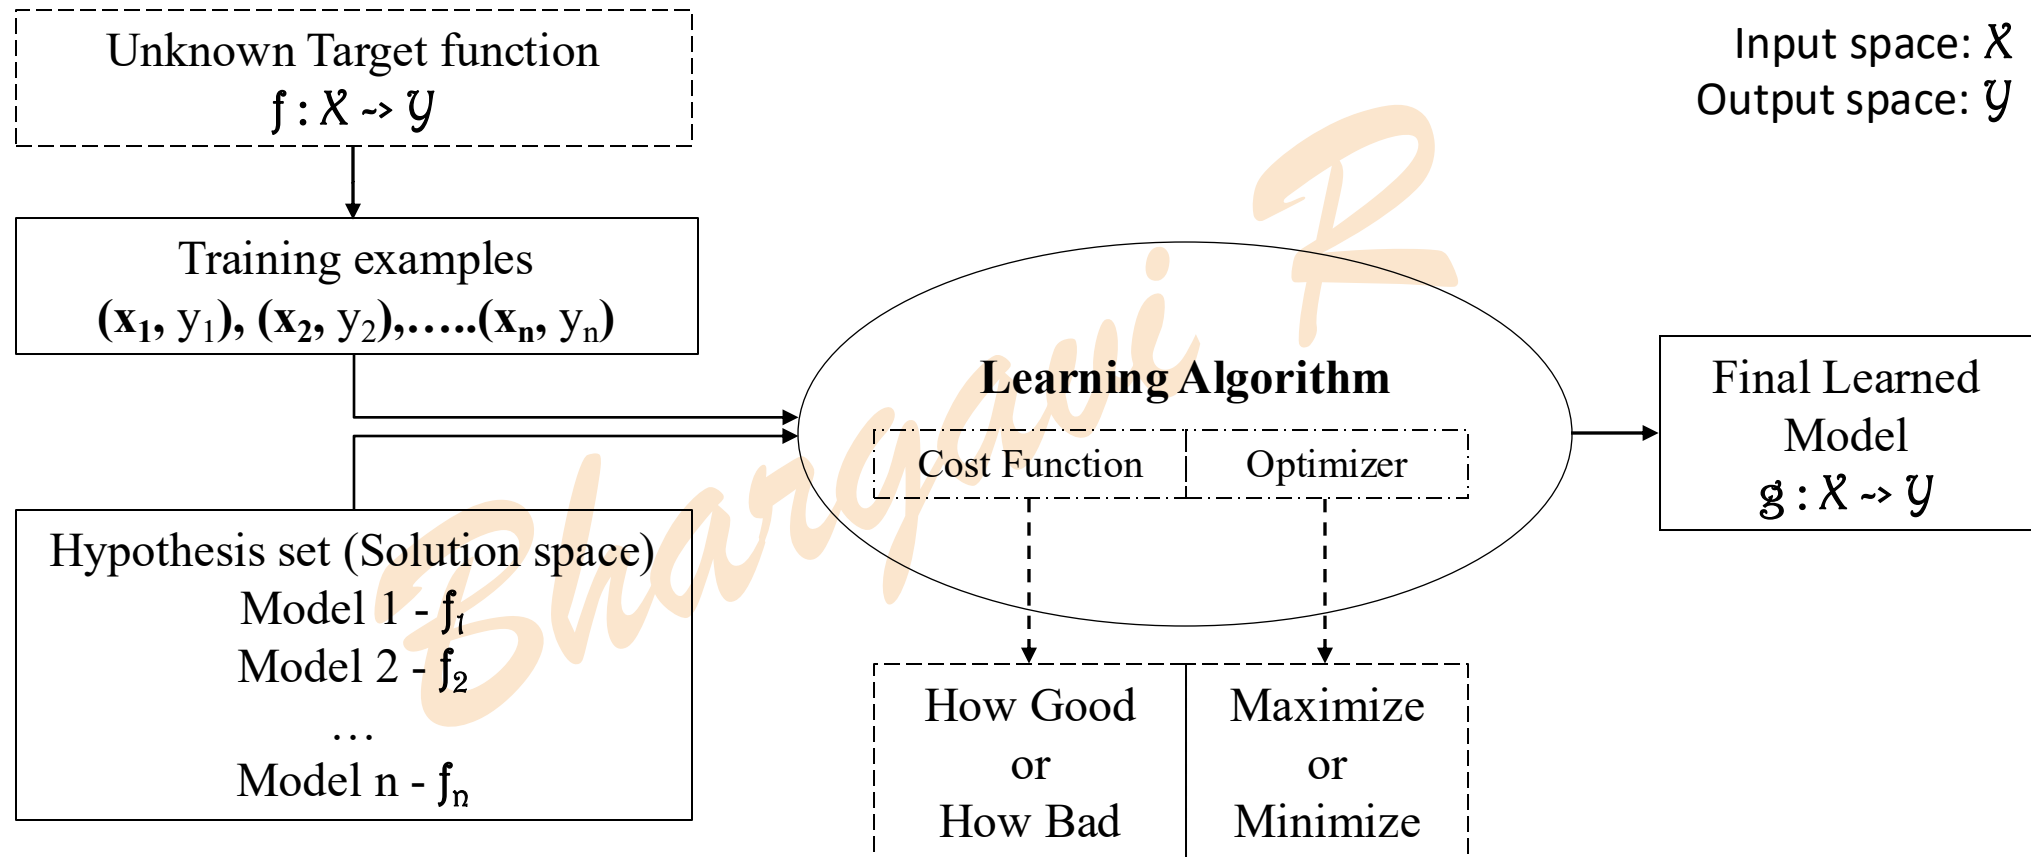 Unknown Target function
f : X -> Y
Input space: X
Output space: Y
Training examples
(x₁, y₁), (x₂, y₂),…..(xₙ, yₙ)
Hypothesis set (Solution space)
Model 1 - f₁
Model 2 - f₂
…
Model n - fₙ
Learning Algorithm
Cost Function
Optimizer
How Good
or
How Bad
Maximize
or
Minimize
Final Learned
Model
g : X -> Y
Bhargavi R